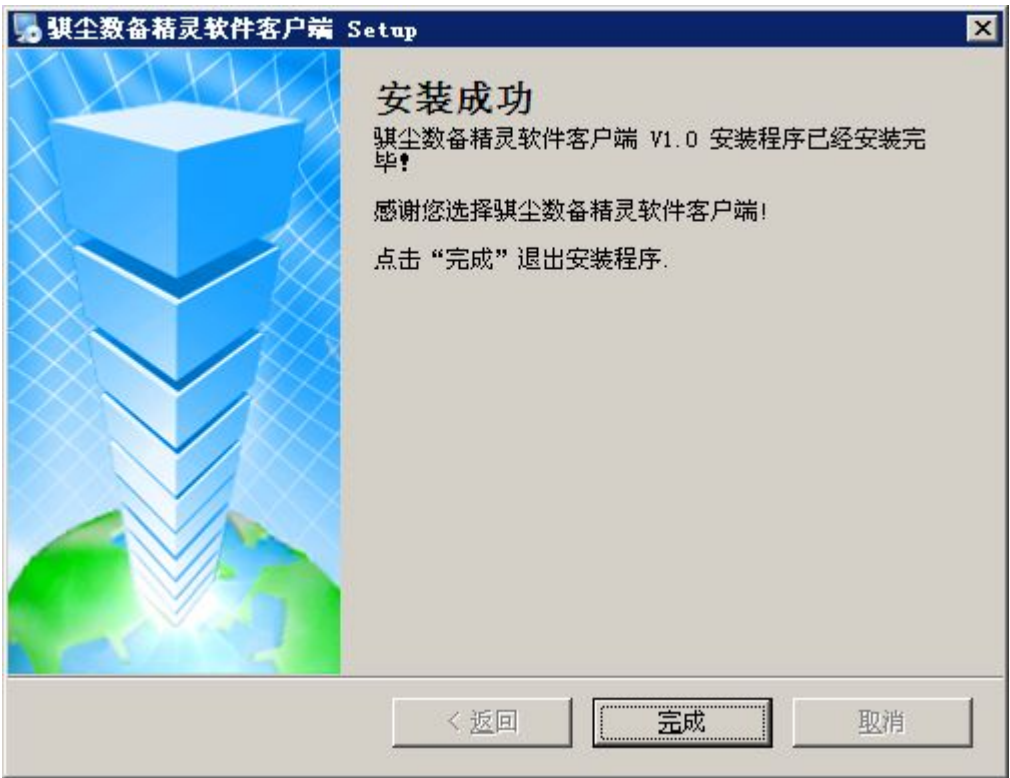 骐尘数备精灵软件客户端 Setup
安装成功
骐尘数备精灵软件客户端 V1.0 安装程序已经安装完
毕!
感谢您选择骐尘数备精灵软件客户端!
点击“完成”退出安装程序.
< 返回
完成
取消